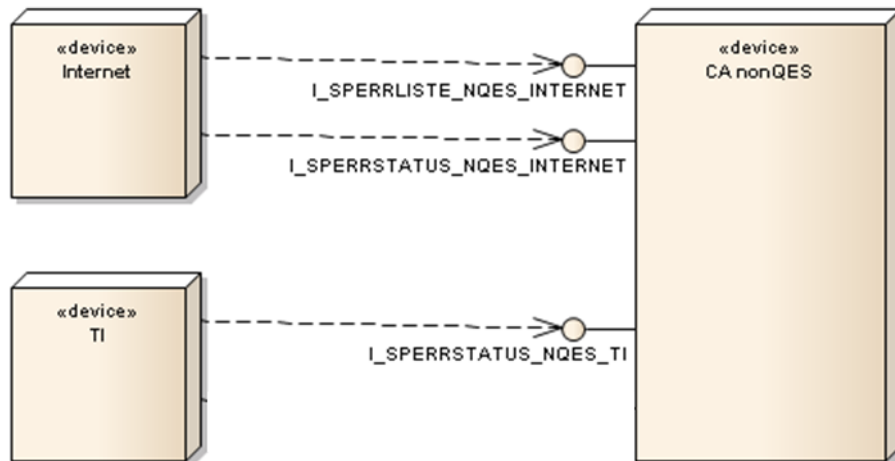 «device»
Internet
«device»
CA nonQES
I_SPERRLISTE_NQES_INTERNET
I_SPERRSTATUS_NQES_INTERNET
«device»
TI
I_SPERRSTATUS_NQES_TI